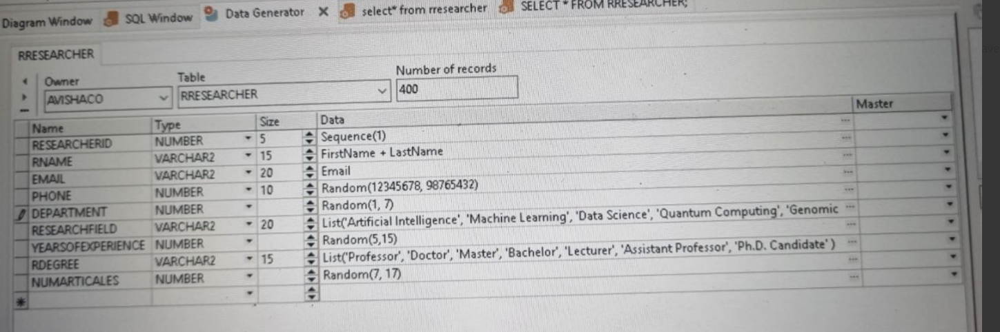 Diagram Window SQL Window Data Generator select* from rresearcher SELECT * FROM RRESEARCHER;
RRESEARCHER
Owner Table Number of records
AVISHACO RRESEARCHER 400
Name Type Size Data Master
RESEARCHERID NUMBER 5 Sequence(1)
RNAME VARCHAR2 15 FirstName + LastName
EMAIL VARCHAR2 20 Email
PHONE NUMBER 10 Random(12345678, 98765432)
DEPARTMENT NUMBER Random(1, 7)
RESEARCHFIELD VARCHAR2 20 List('Artificial Intelligence', 'Machine Learning', 'Data Science', 'Quantum Computing', 'Genomic
YEARSOFEXPERIENCE NUMBER Random(5,15)
RDEGREE VARCHAR2 15 List('Professor', 'Doctor', 'Master', 'Bachelor', 'Lecturer', 'Assistant Professor', 'Ph.D. Candidate' )
NUMARTICALES NUMBER Random(7, 17)